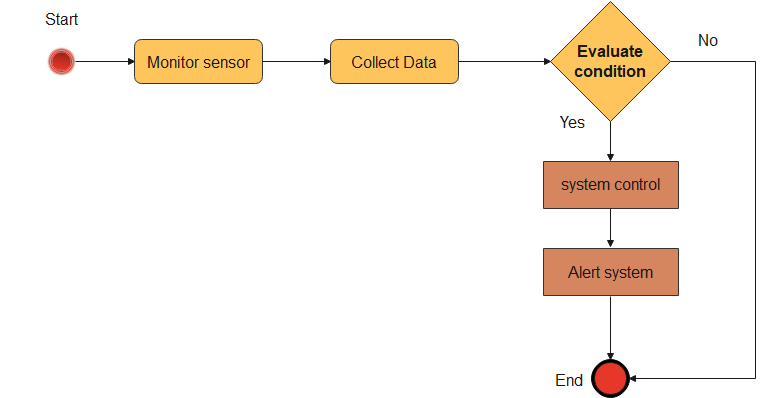 Start
Monitor sensor
Collect Data
Evaluate
condition
No
Yes
system control
Alert system
End